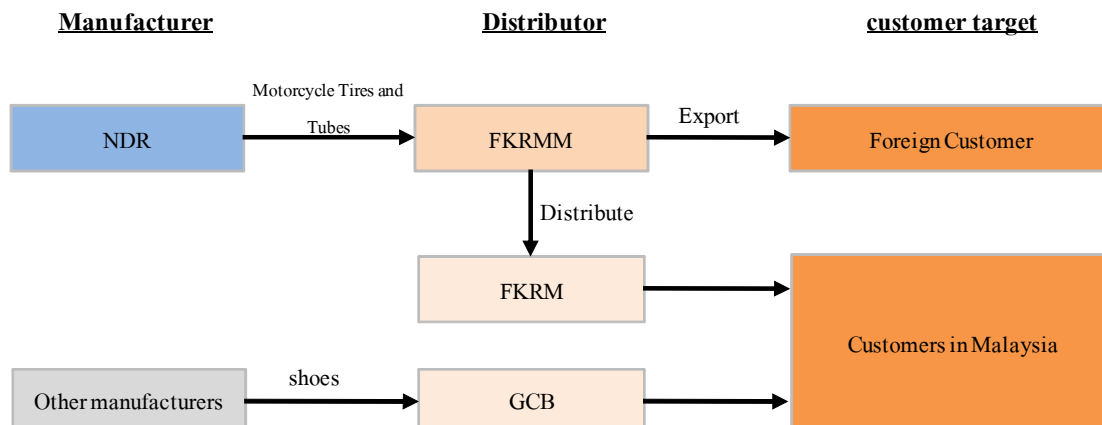 Manufacturer
Distributor
customer target
Motorcycle Tires and
Tubes
NDR
FKRMM
Export
Foreign Customer
Distribute
FKRM
Customers in Malaysia
Other manufacturers
shoes
GCB